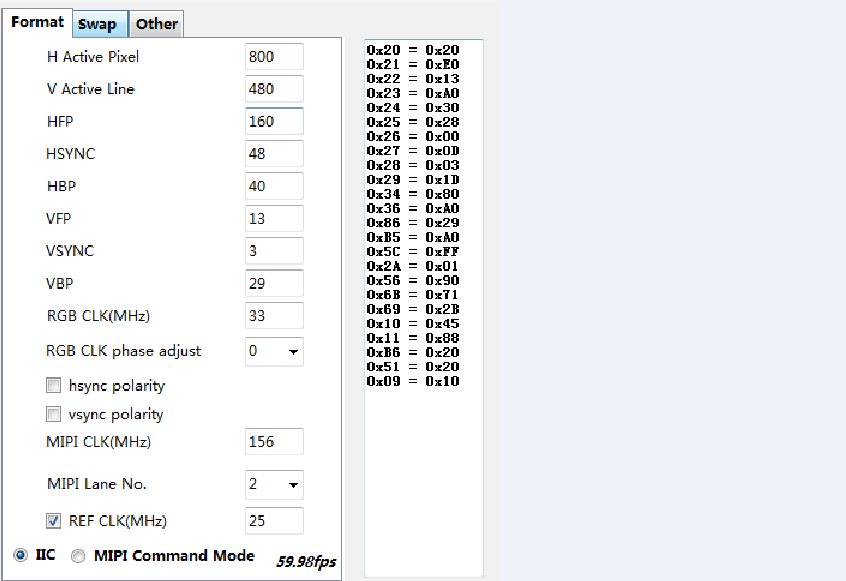 Format Swap Other
H Active Pixel 800
V Active Line 480
HFP 160
HSYNC 48
HBP 40
VFP 13
VSYNC 3
VBP 29
RGB CLK(MHz) 33
RGB CLK phase adjust 0
hsync polarity
vsync polarity
MIPI CLK(MHz) 156
MIPI Lane No. 2
REF CLK(MHz) 25
IIC MIPI Command Mode 59.98fps
0x20 = 0x20
0x21 = 0xE0
0x22 = 0x13
0x23 = 0xA0
0x24 = 0x30
0x25 = 0x28
0x26 = 0x00
0x27 = 0x0D
0x28 = 0x03
0x29 = 0x1D
0x34 = 0x80
0x36 = 0xA0
0x86 = 0x29
0xB5 = 0xA0
0x5C = 0xFF
0x2A = 0x01
0x56 = 0x90
0x6B = 0x71
0x69 = 0x2B
0x10 = 0x45
0x11 = 0x88
0xB6 = 0x20
0x51 = 0x20
0x09 = 0x10